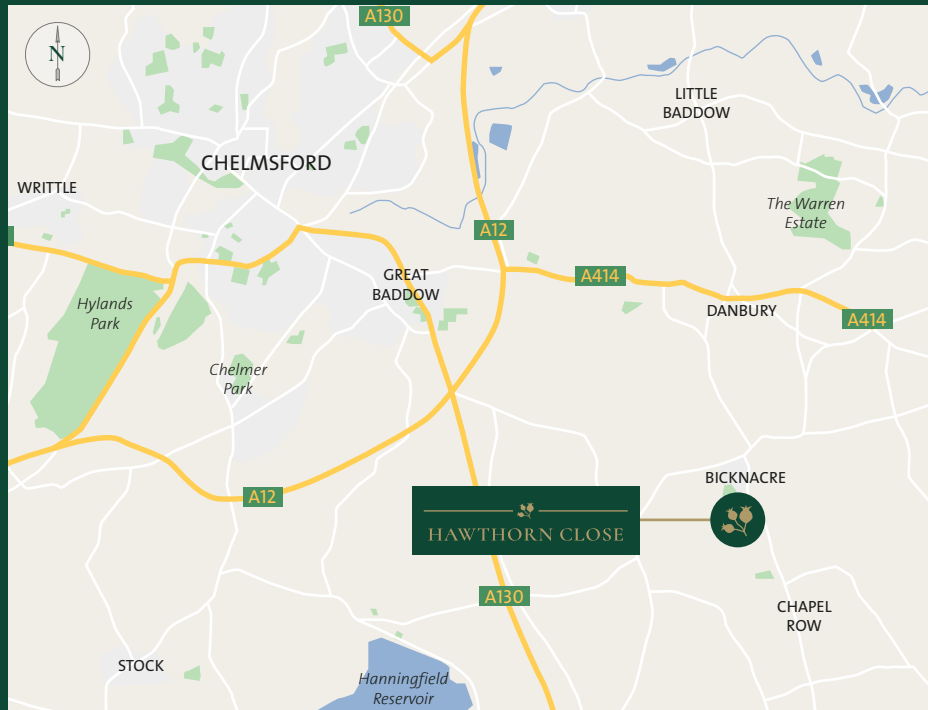 A130
N
LITTLE
BADDOW
CHELMSFORD
WRITTLE
The Warren
Estate
A12
GREAT
BADDOW
A414
Hylands
Park
DANBURY
A414
Chelmer
Park
BICKNACRE
A12
HAWTHORN CLOSE
A130
CHAPEL
ROW
STOCK
Hanningfield
Reservoir